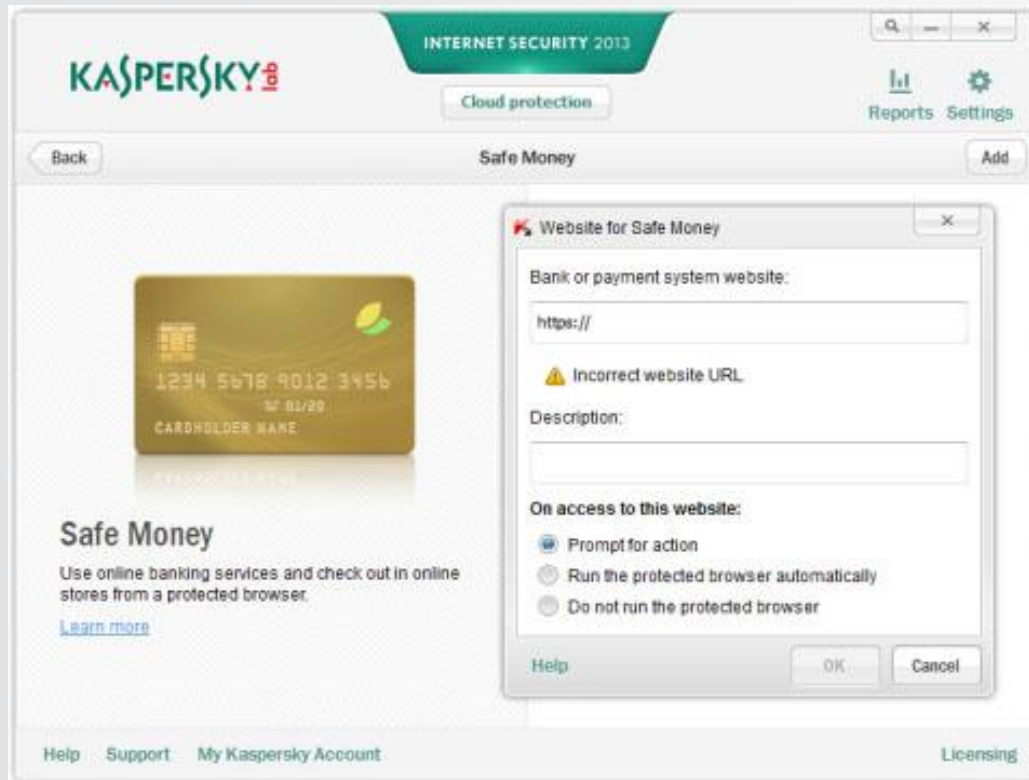 INTERNET SECURITY 2013
KASPERSKY lab
Cloud protection
Reports Settings
Back
Safe Money
Add
Website for Safe Money
Bank or payment system website:
https://
Incorrect website URL
Description:
1234 5678 9012 3456
01/20
CARDHOLDER NAME
On access to this website:
Prompt for action
Run the protected browser automatically
Do not run the protected browser
Safe Money
Use online banking services and check out in online
stores from a protected browser.
Learn more
Help
OK
Cancel
Help Support My Kaspersky Account
Licensing